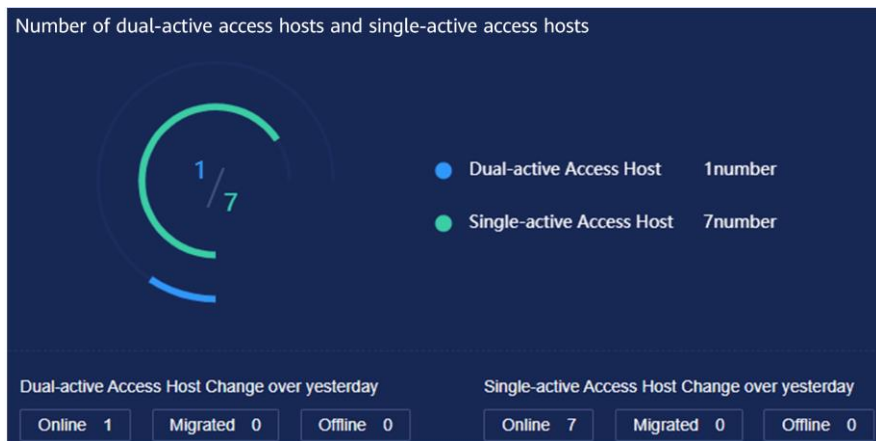 Number of dual-active access hosts and single-active access hosts
1
/
7
Dual-active Access Host 1number
Single-active Access Host 7number
Dual-active Access Host Change over yesterday
Online 1 Migrated 0 Offline 0
Single-active Access Host Change over yesterday
Online 7 Migrated 0 Offline 0